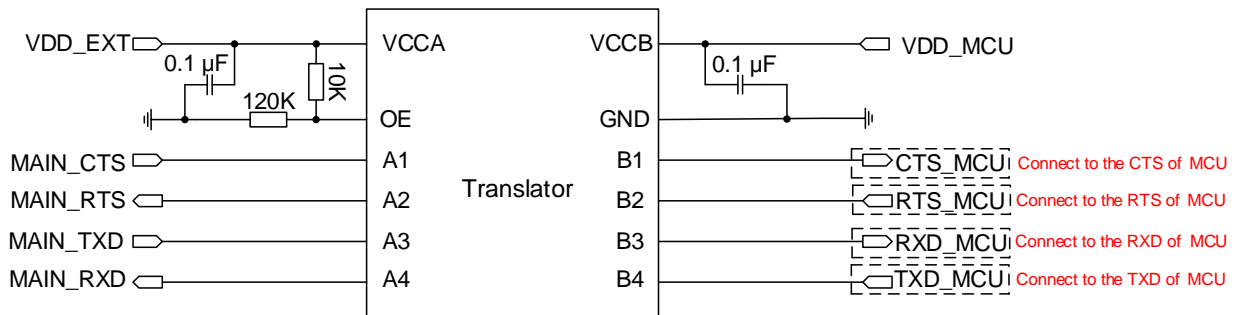 VDD_EXT
VCCA
VCCB
VDD_MCU
0.1 µF
10K
0.1 µF
120K
OE
GND
MAIN_CTS
A1
B1
CTS_MCU
Connect to the CTS of MCU
MAIN_RTS
A2
Translator
B2
RTS_MCU
Connect to the RTS of MCU
MAIN_TXD
A3
B3
RXD_MCU
Connect to the RXD of MCU
MAIN_RXD
A4
B4
TXD_MCU
Connect to the TXD of MCU